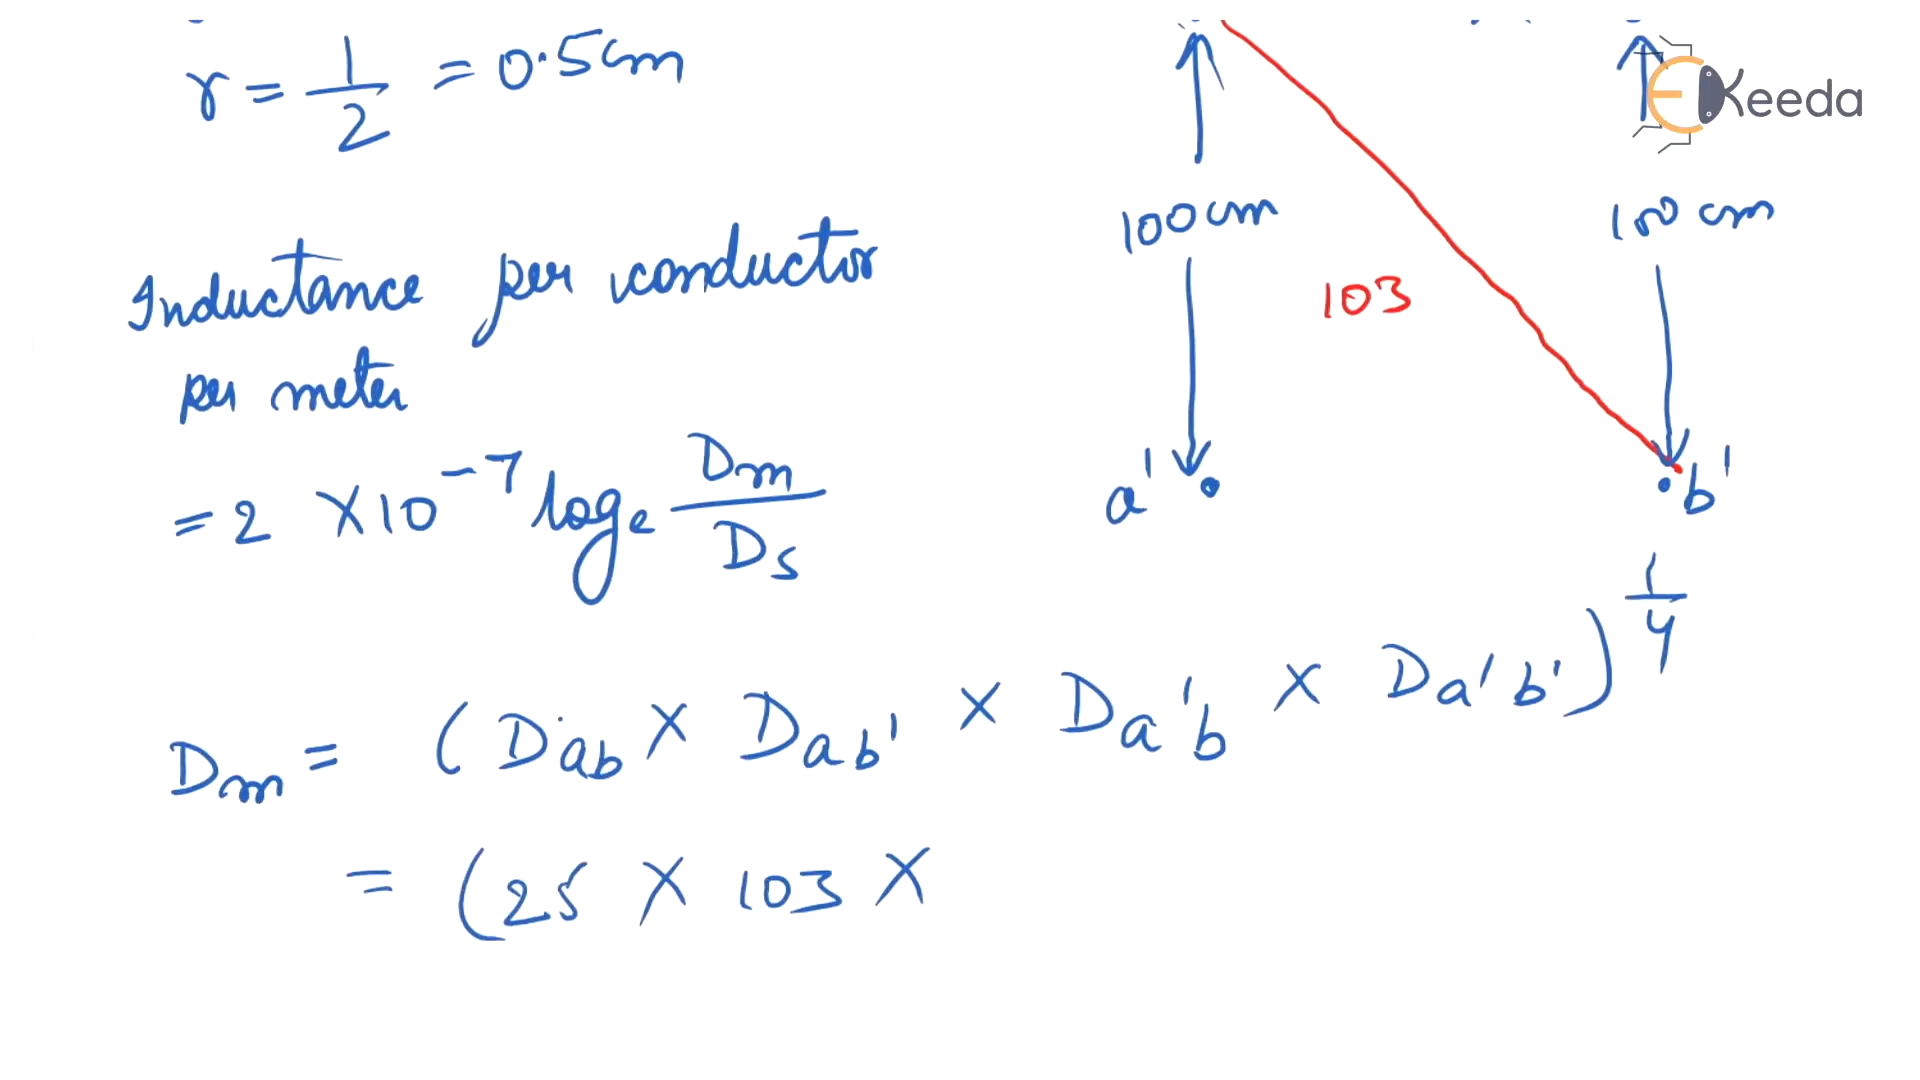 r = 1/2 = 0.5cm
EKeeda
100cm
100 cm
Inductance per conductor
per meter
103
= 2 × 10^-7 log_e Dm/Ds
a' b'
Dm = (Dab × Dab' × Da'b × Da'b')^1/4
= (25 × 103 ×